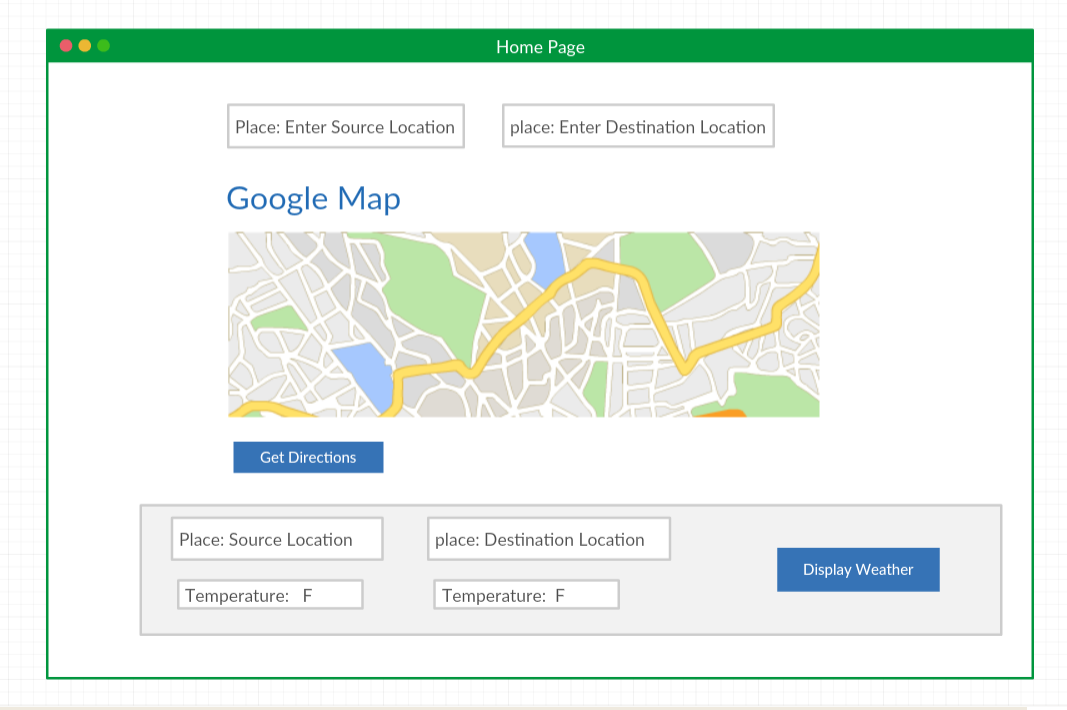 Home Page
Place: Enter Source Location
place: Enter Destination Location
Google Map
Get Directions
Place: Source Location
place: Destination Location
Display Weather
Temperature: F
Temperature: F